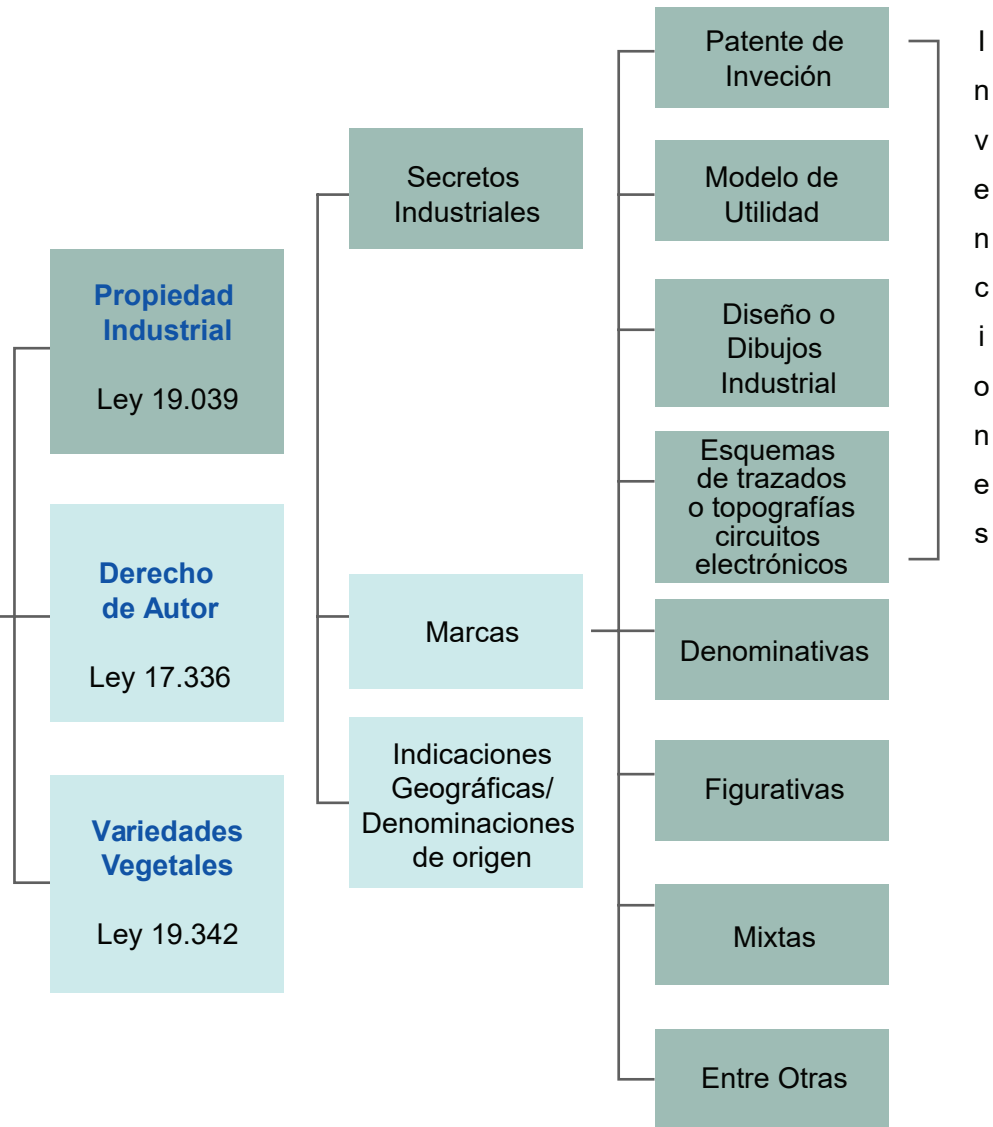 Propiedad
Industrial
Ley 19.039
Derecho
de Autor
Ley 17.336
Variedades
Vegetales
Ley 19.342
Secretos
Industriales
Marcas
Indicaciones
Geográficas/
Denominaciones
de origen
Patente de
Inveción
Modelo de
Utilidad
Diseño o
Dibujos
Industrial
Esquemas
de trazados
o topografías
circuitos
electrónicos
Denominativas
Figurativas
Mixtas
Entre Otras
I
n
v
e
n
c
i
o
n
e
s